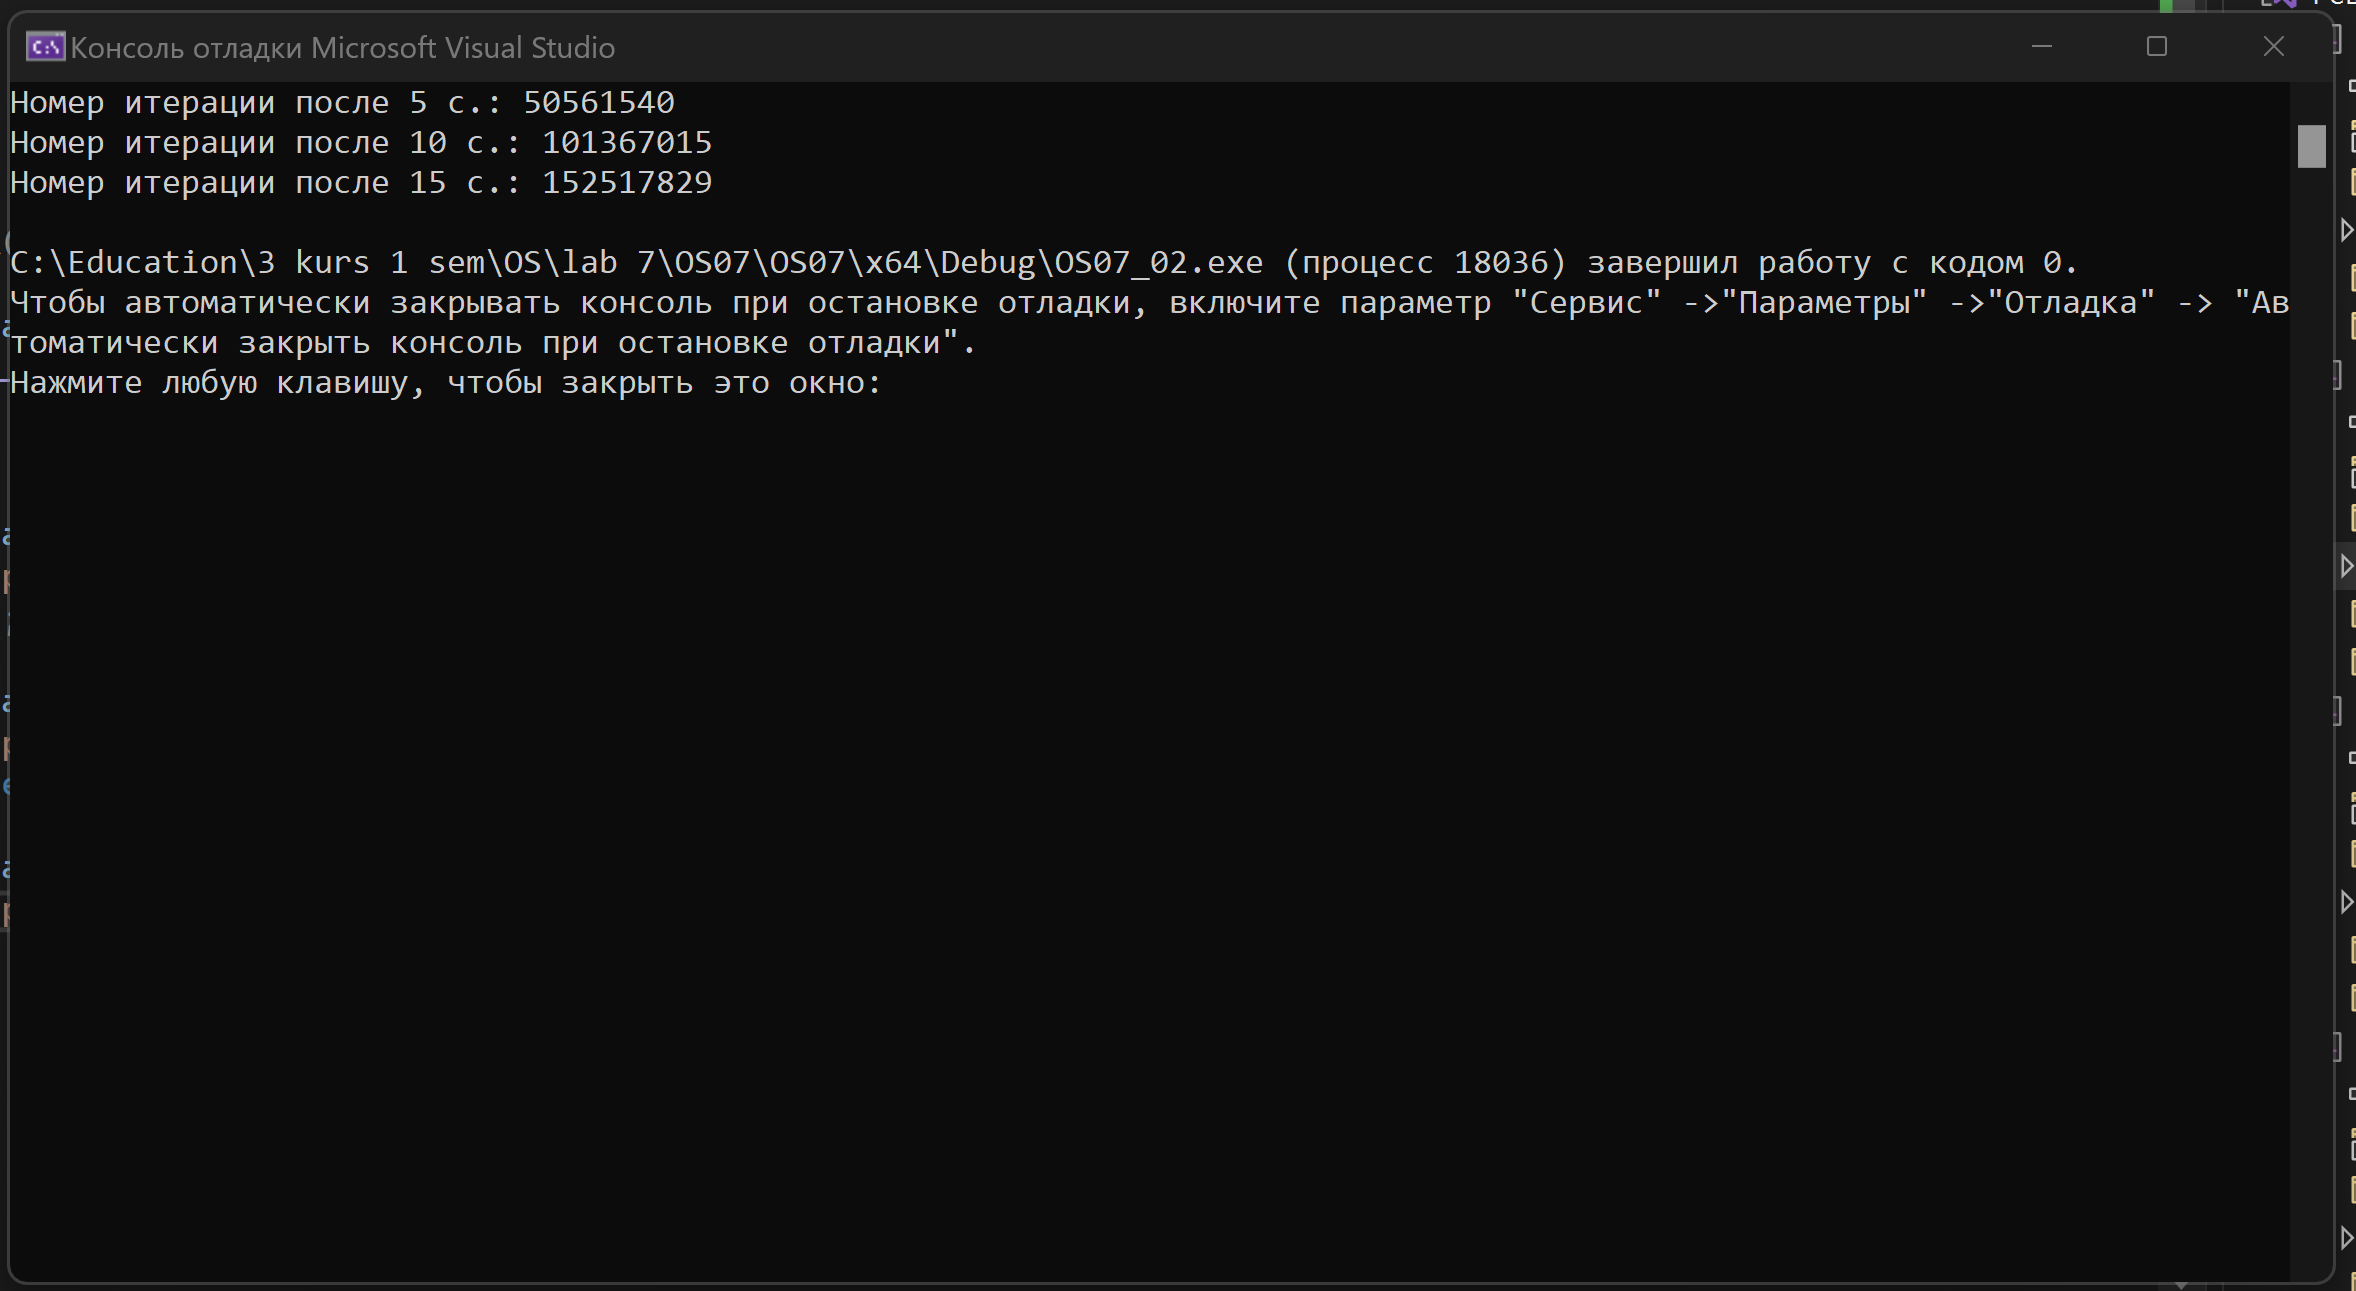 Консоль отладки Microsoft Visual Studio
Номер итерации после 5 с.: 50561540
Номер итерации после 10 с.: 101367015
Номер итерации после 15 с.: 152517829
C:\Education\3 kurs 1 sem\OS\lab 7\OS07\OS07\x64\Debug\OS07_02.exe (процесс 18036) завершил работу с кодом 0.
Чтобы автоматически закрывать консоль при остановке отладки, включите параметр "Сервис" ->"Параметры" ->"Отладка" -> "Ав
томатически закрыть консоль при остановке отладки".
Нажмите любую клавишу, чтобы закрыть это окно: